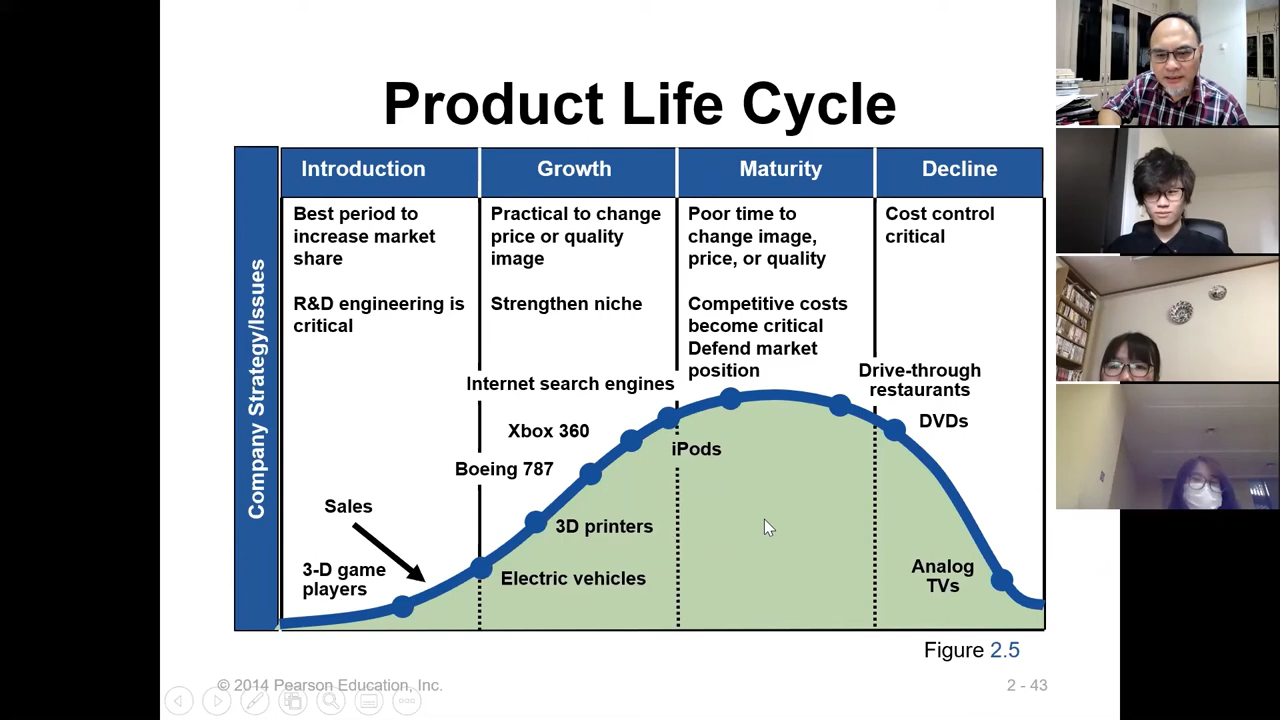 Product Life Cycle
Introduction
Growth
Maturity
Decline
Company Strategy/Issues
Best period to
increase market
share
R&D engineering is
critical
Practical to change
price or quality
image
Strengthen niche
Poor time to
change image,
price, or quality
Competitive costs
become critical
Defend market
position
Cost control
critical
Internet search engines
Drive-through
restaurants
Xbox 360
DVDs
iPods
Boeing 787
Sales
3D printers
3-D game
players
Electric vehicles
Analog
TVs
Figure 2.5
© 2014 Pearson Education, Inc.
2 - 43